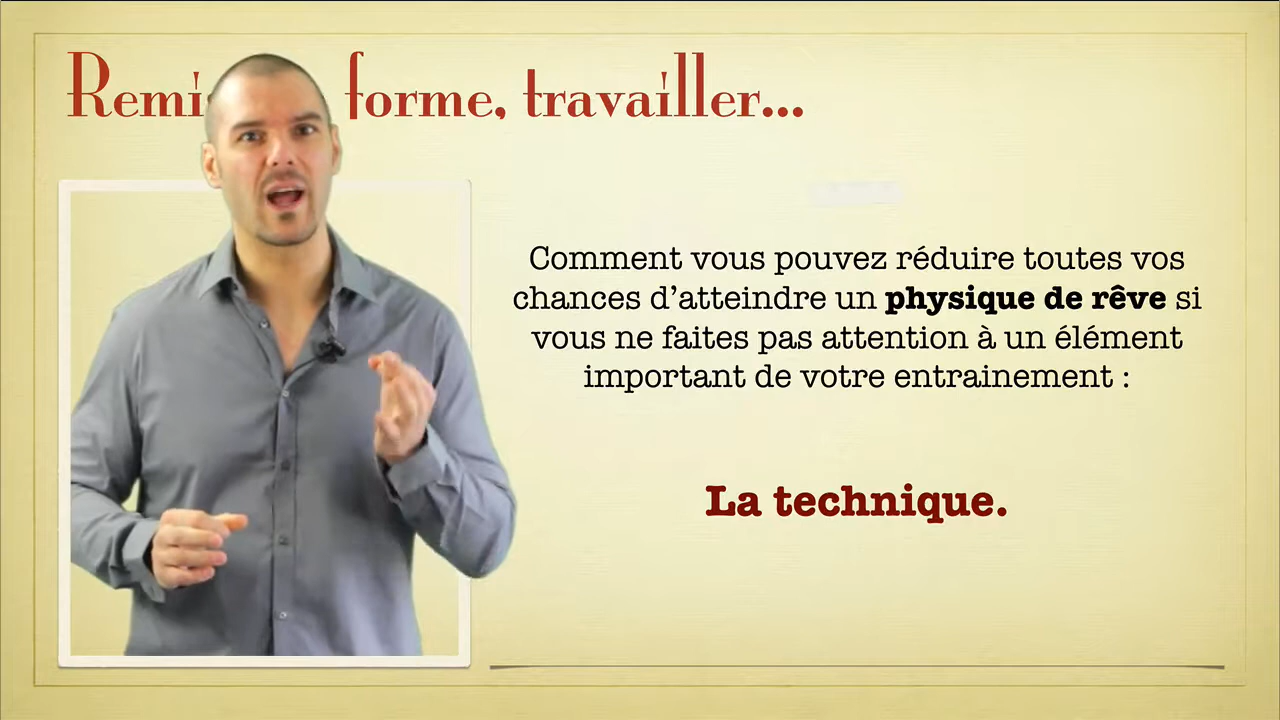 Remi forme, travailler...
Comment vous pouvez réduire toutes vos
chances d’atteindre un physique de rêve si
vous ne faites pas attention à un élément
important de votre entrainement :
La technique.